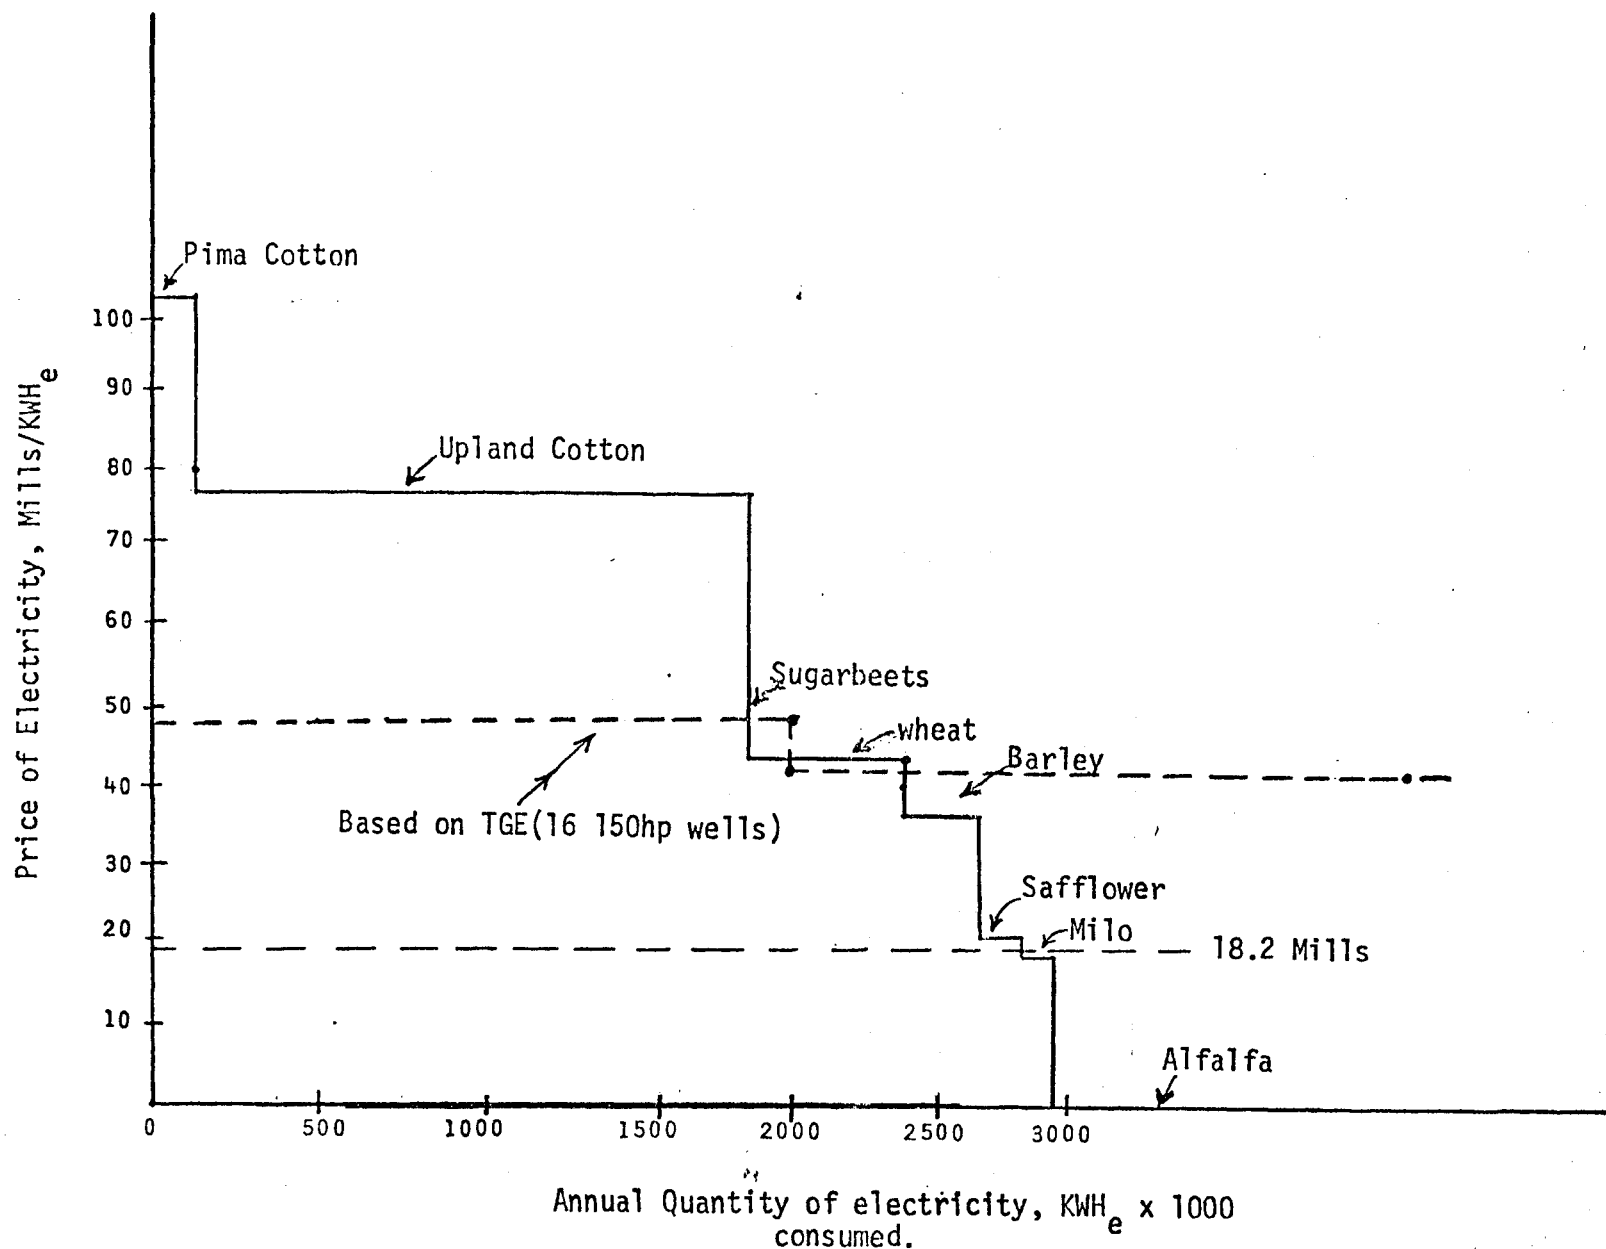 Pima Cotton
100
90
Upland Cotton
80
70
60
Sugarbeets
50
wheat
Barley
40
Based on TGE(16 150hp wells)
30
Safflower
20
Milo
18.2 Mills
10
Alfalfa
0 500 1000 1500 2000 2500 3000
Price of Electricity, Mills/KWHe
Annual Quantity of electricity, KWHe x 1000
consumed.